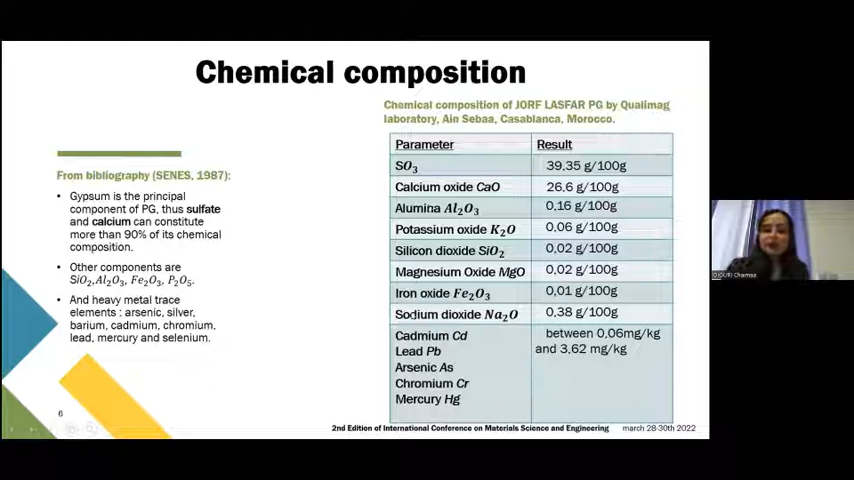 Chemical composition
From bibliography (SENES, 1987):
• Gypsum is the principal
component of PG, thus sulfate
and calcium can constitute
more than 90% of its chemical
composition.
• Other components are
SiO₂,Al₂O₃, Fe₂O₃, P₂O₅.
• And heavy metal trace
elements : arsenic, silver,
barium, cadmium, chromium,
lead, mercury and selenium.
Chemical composition of JORF LASFAR PG by Qualimag
laboratory, Ain Sebaa, Casablanca, Morocco.
Parameter Result
SO₃ 39,35 g/100g
Calcium oxide CaO 26.6 g/100g
Alumina Al₂O₃ 0,16 g/100g
Potassium oxide K₂O 0,06 g/100g
Silicon dioxide SiO₂ 0,02 g/100g
Magnesium Oxide MgO 0,02 g/100g
Iron oxide Fe₂O₃ 0,01 g/100g
Sodium dioxide Na₂O 0,38 g/100g
Cadmium Cd between 0,06mg/kg
Lead Pb and 3,62 mg/kg
Arsenic As
Chromium Cr
Mercury Hg
6
2nd Edition of International Conference on Materials Science and Engineering march 28-30th 2022
DIOURI Chamsa